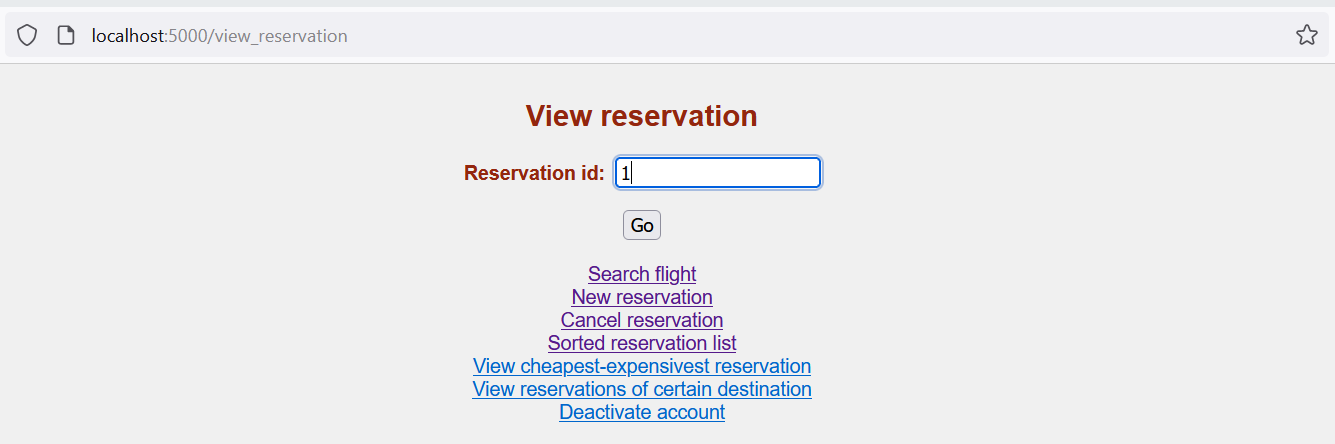 localhost:5000/view_reservation
View reservation
Reservation id: 1
Go
Search flight
New reservation
Cancel reservation
Sorted reservation list
View cheapest-expensivest reservation
View reservations of certain destination
Deactivate account